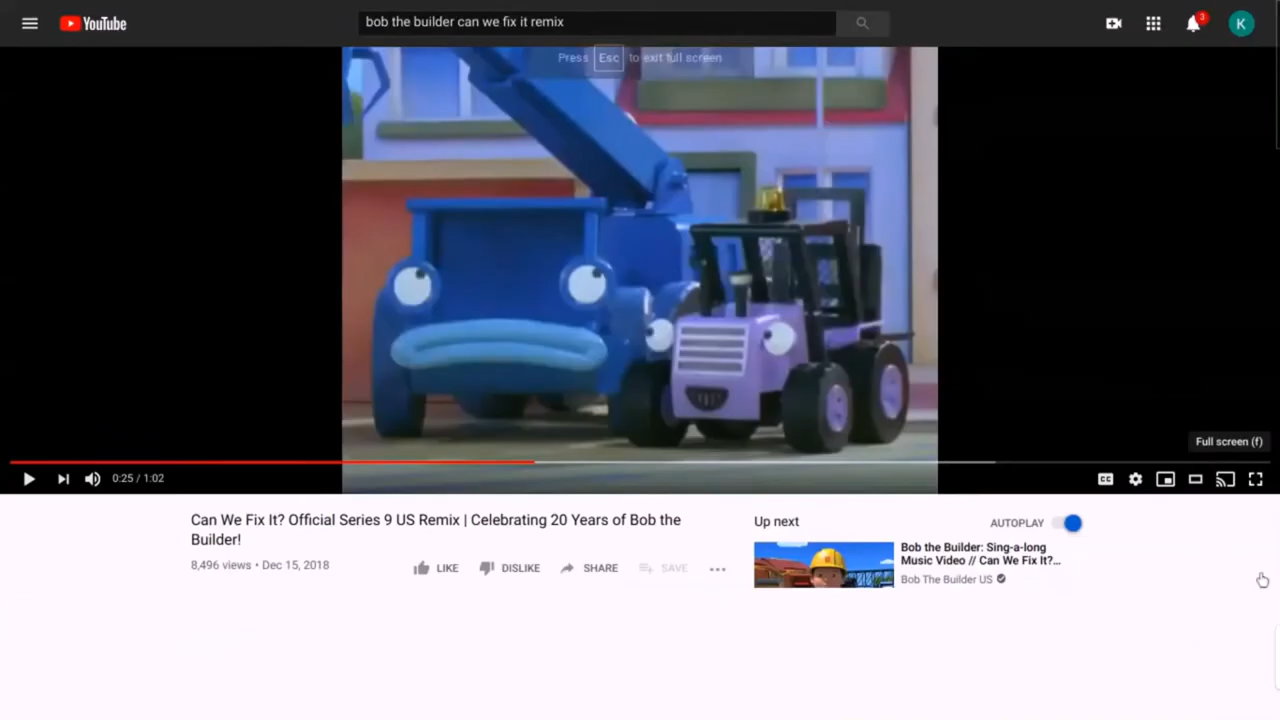 YouTube
bob the builder can we fix it remix
3
K
Press Esc to exit full screen
Full screen (f)
0:25 / 1:02
CC
Can We Fix It? Official Series 9 US Remix | Celebrating 20 Years of Bob the
Builder!
8,496 views • Dec 15, 2018
LIKE
DISLIKE
SHARE
SAVE
Up next
AUTOPLAY
Bob the Builder: Sing-a-long
Music Video // Can We Fix It?...
Bob The Builder US